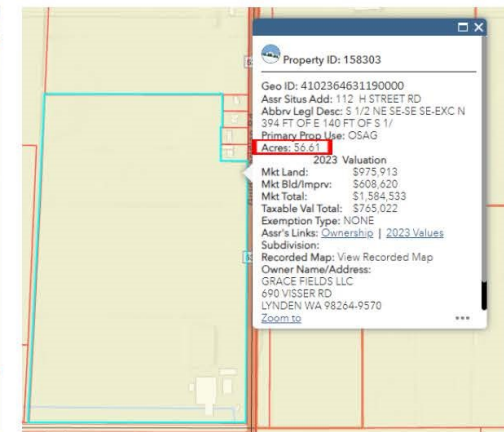 Property ID: 158303
Geo ID: 4102364631190000
Assr Situs Add: 112 H STREET RD
Abbrv Legl Desc: S 1/2 NE SE-SE SE-EXC N
394 FT OF E 140 FT OF S 1/
Primary Prop Use: OSAG
Acres: 56.61
2023 Valuation
Mkt Land: $975,913
Mkt Bld/Imprv: $608,620
Mkt Total: $1,584,533
Taxable Val Total: $765,022
Exemption Type: NONE
Assr's Links: Ownership | 2023 Values
Subdivision:
Recorded Map: View Recorded Map
Owner Name/Address:
GRACE FIELDS LLC
690 VISSER RD
LYNDEN WA 98264-9570
Zoom to